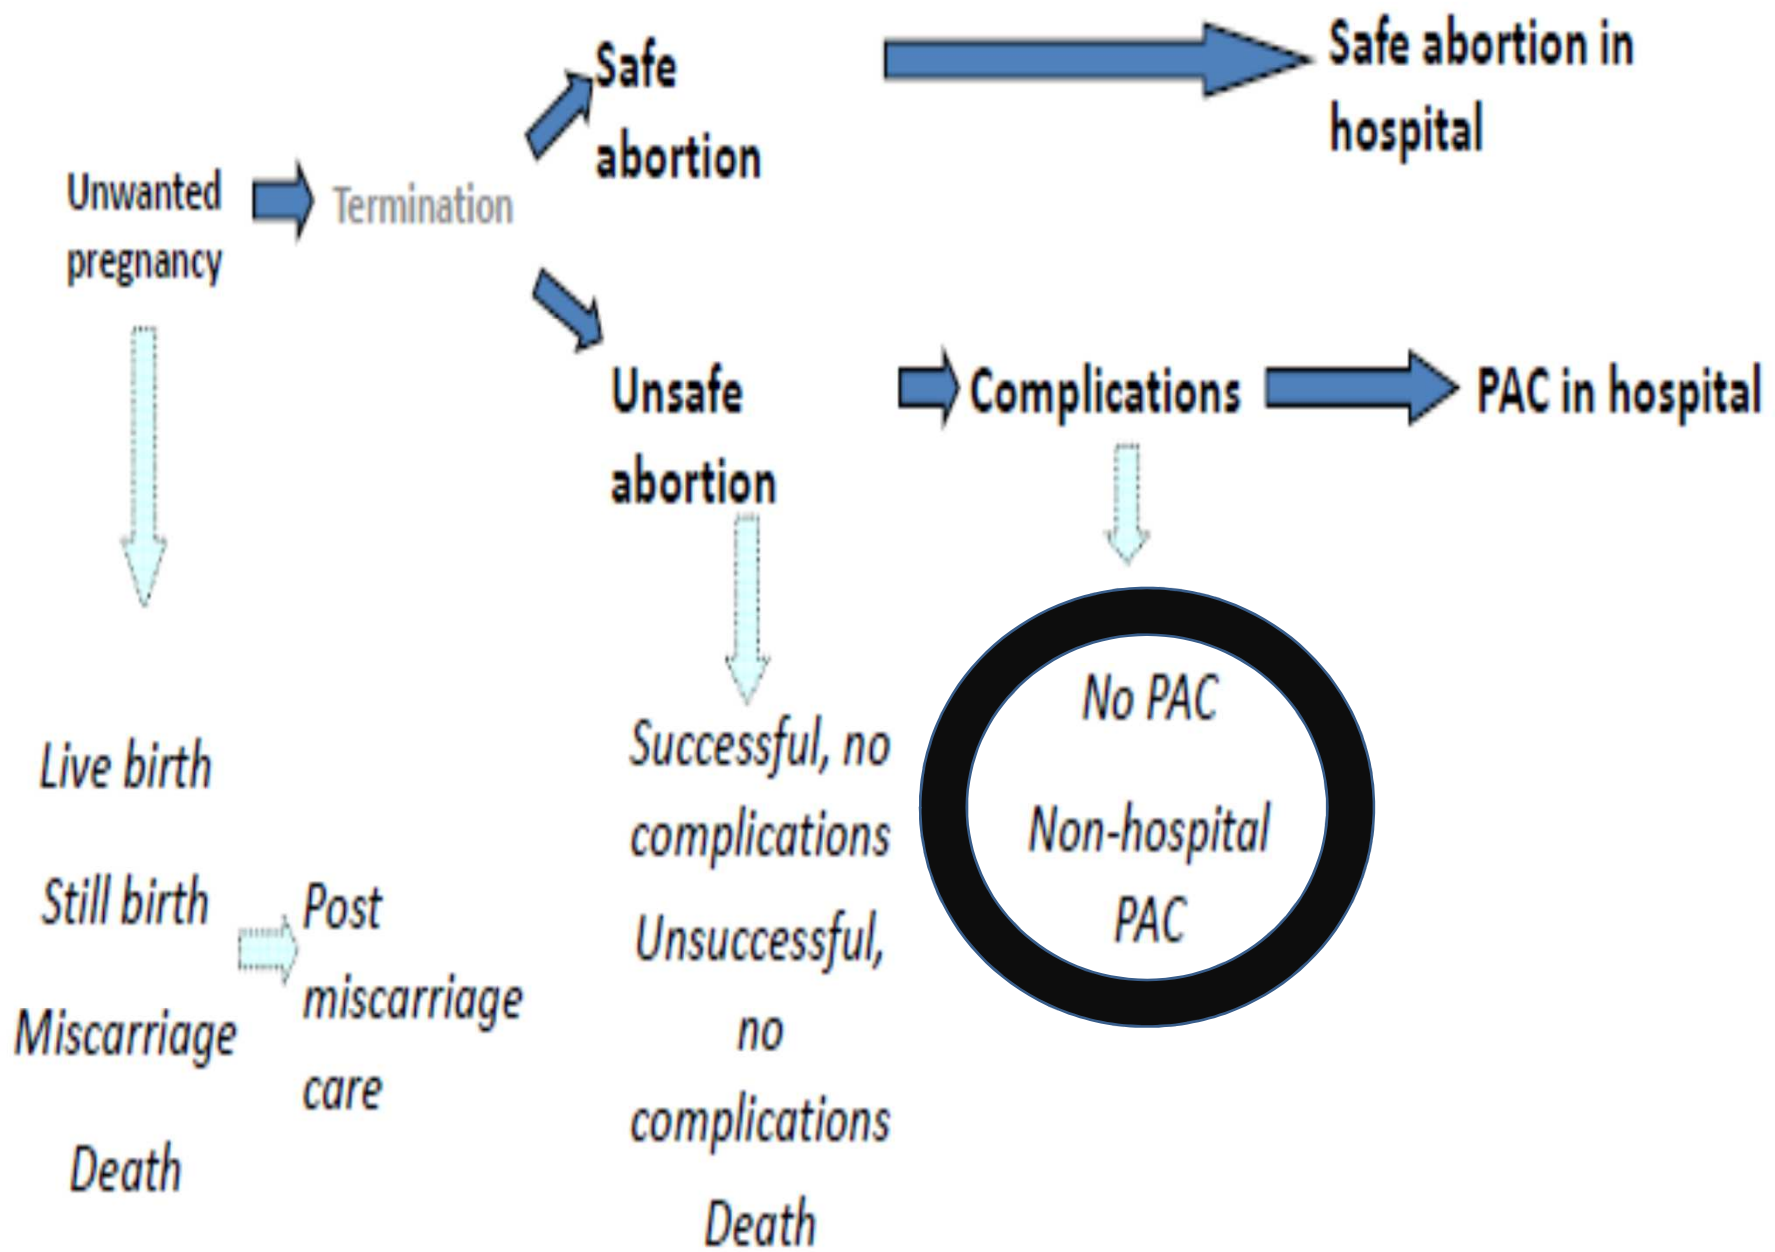 Safe
abortion
Safe abortion in
hospital
Unwanted
pregnancy
Termination
Unsafe
abortion
Complications
PAC in hospital
Live birth
Still birth
Miscarriage
Death
Post
miscarriage
care
Successful, no
complications
Unsuccessful,
no
complications
Death
No PAC
Non-hospital
PAC